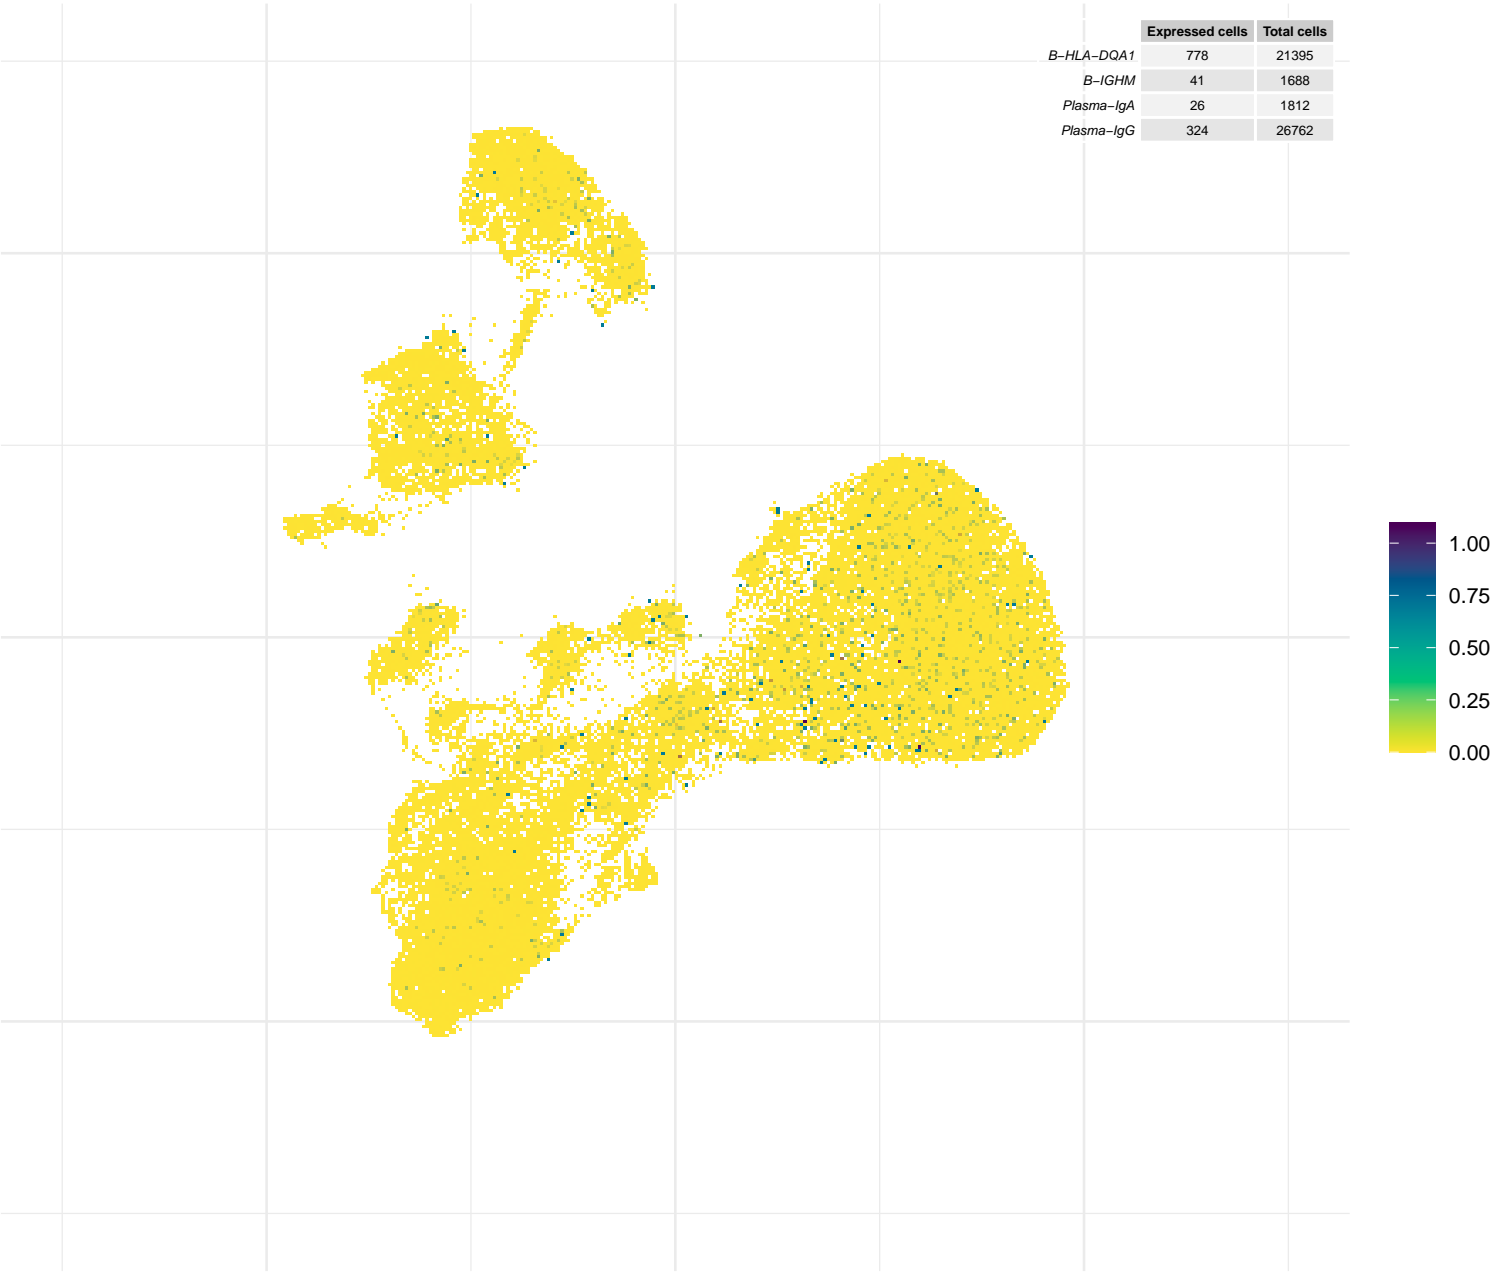 Expressed cells Total cells
B−HLA−DQA1 778 21395
B−IGHM 41 1688
Plasma−IgA 26 1812
Plasma−IgG 324 26762
1.00
0.75
0.50
0.25
0.00